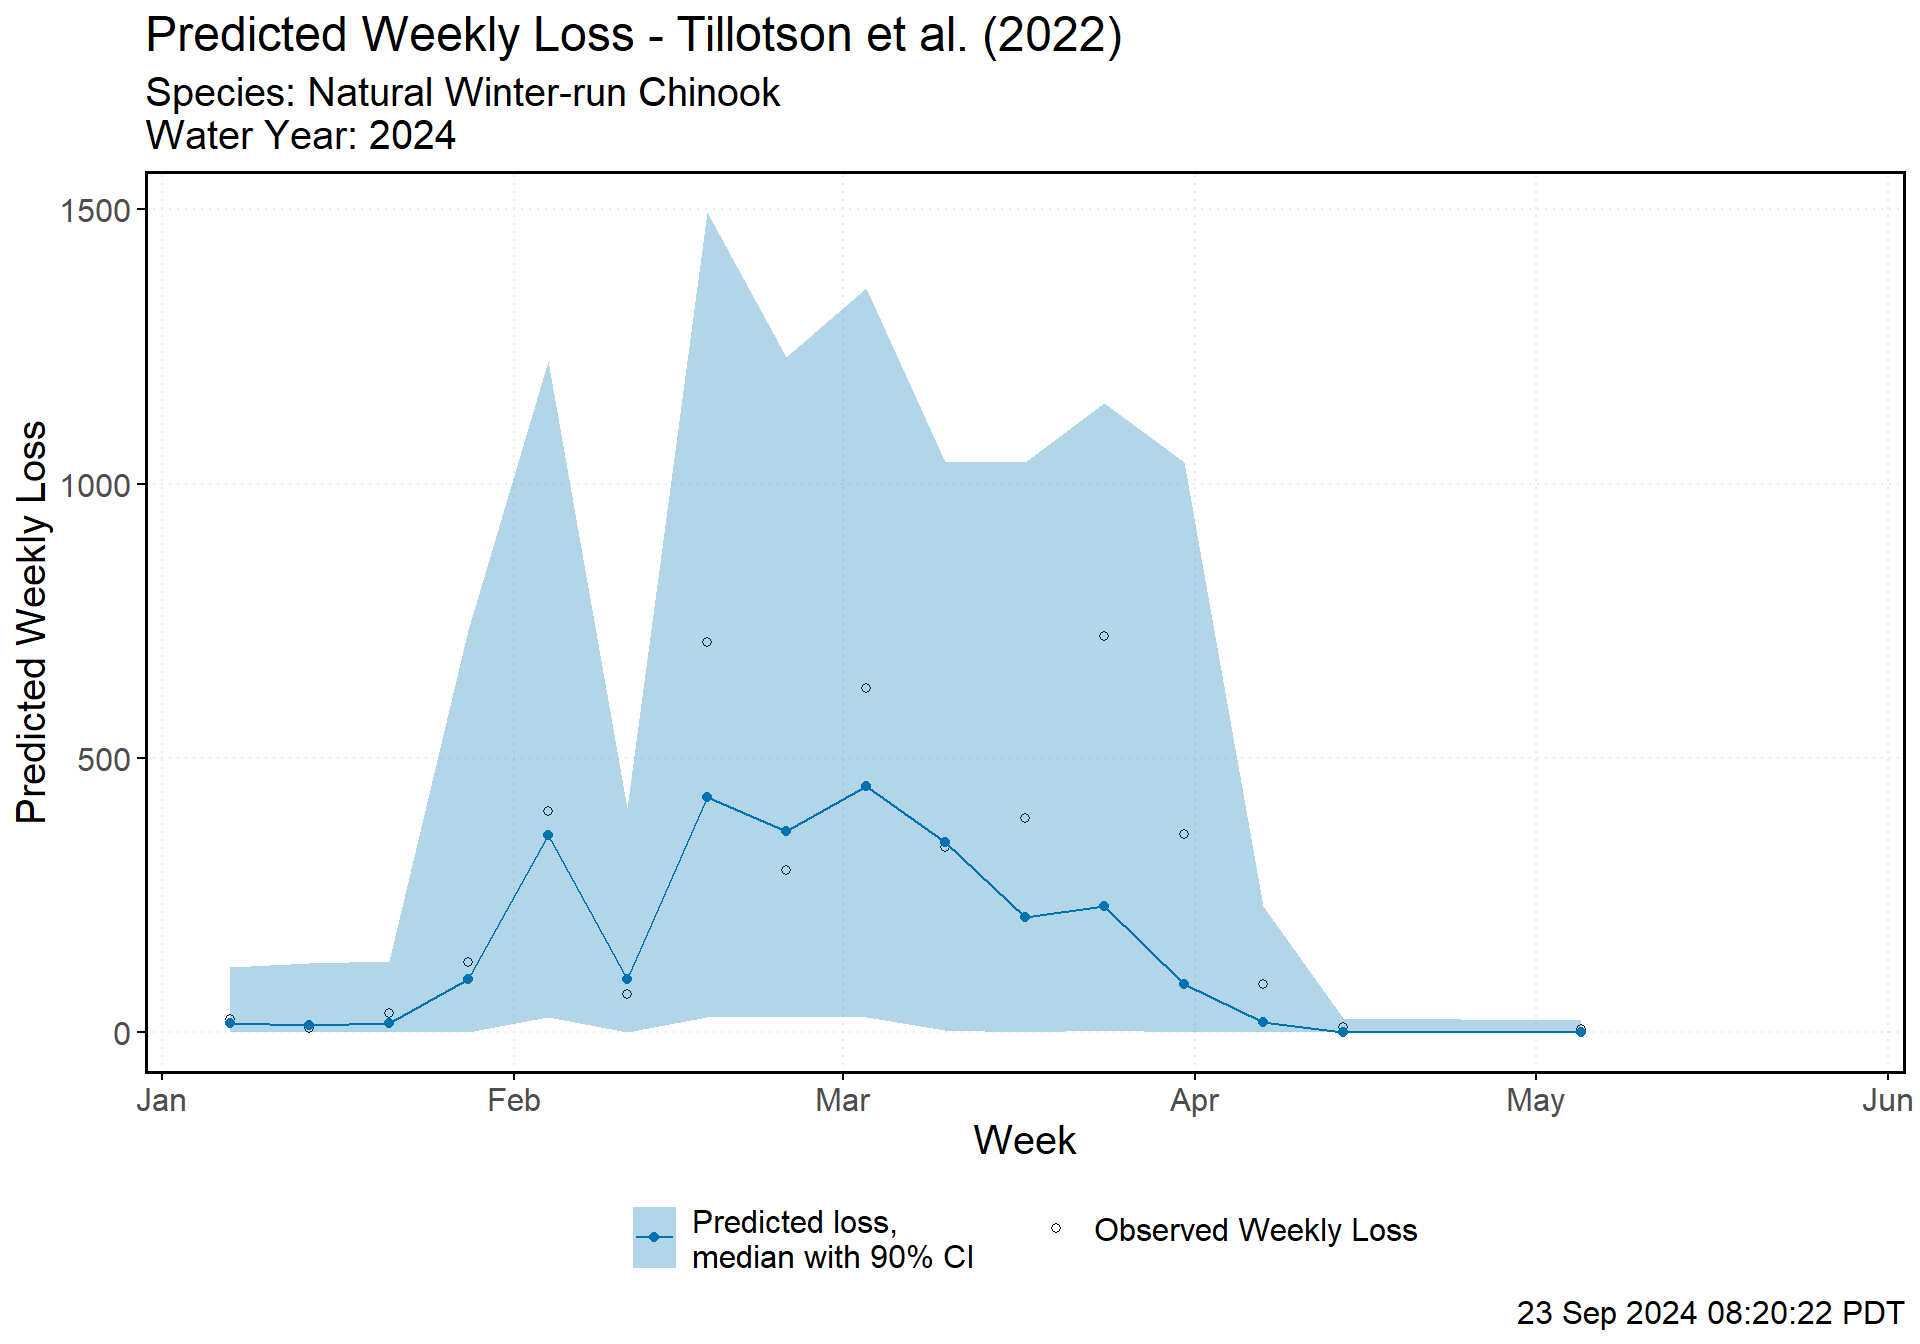 Predicted Weekly Loss - Tillotson et al. (2022)
Species: Natural Winter-run Chinook
Water Year: 2024
Predicted Weekly Loss
1500
1000
500
0
Jan
Feb
Mar
Apr
May
Jun
Week
Predicted loss,
median with 90% CI
Observed Weekly Loss
23 Sep 2024 08:20:22 PDT